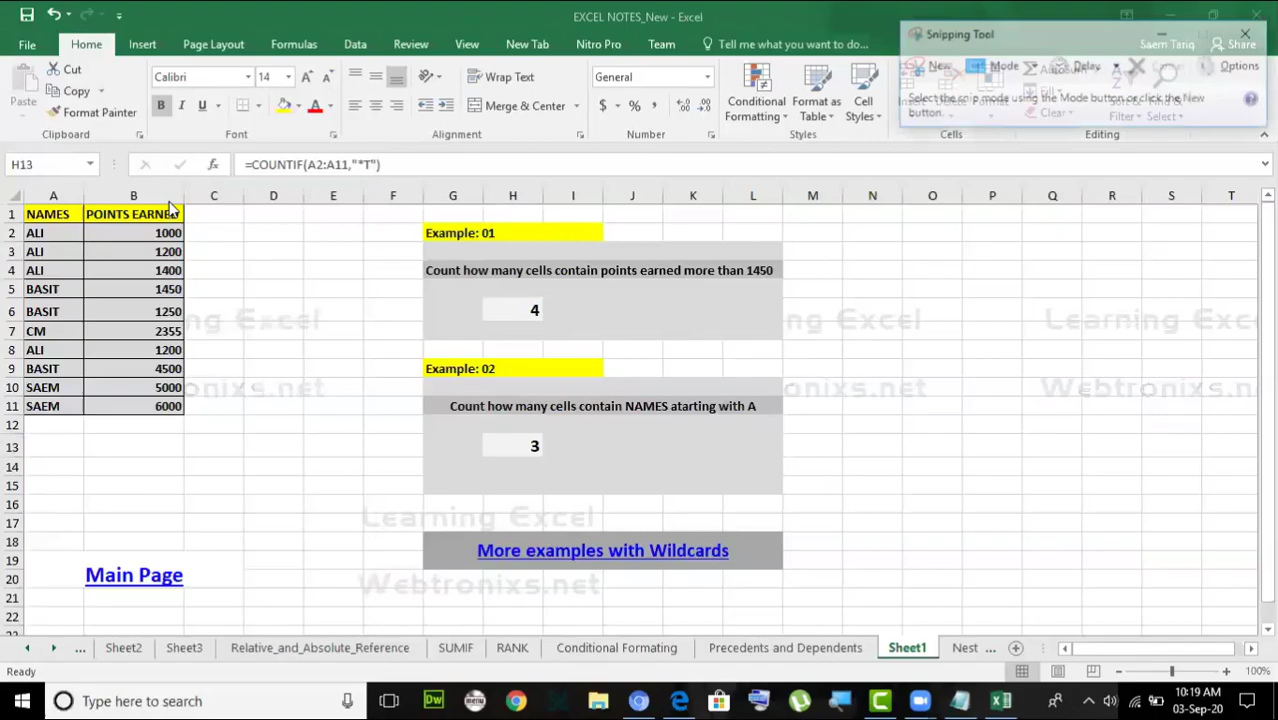 EXCEL NOTES_New - Excel
Snipping Tool
File Home Insert Page Layout Formulas Data Review View New Tab Nitro Pro Team Tell me what you want to do... Saem Tariq Share
New Mode Delay Options
Select the snip mode using the Mode button or click the New button.
Cut
Copy
Format Painter
Paste
Calibri 14
B I U
Wrap Text
Merge & Center
General
$ % ,
Conditional Formatting
Format as Table
Cell Styles
AutoSum
Fill
Clear
Filter
Select
Clipboard Font Alignment Number Styles Cells Editing
H13 fx =COUNTIF(A2:A11,"*T")
A B C D E F G H I J K L M N O P Q R S T
1 NAMES POINTS EARNED
2 ALI 1000 Example: 01
3 ALI 1200
4 ALI 1400 Count how many cells contain points earned more than 1450
5 BASIT 1450
6 BASIT 1250 4
7 CM 2355
8 ALI 1200
9 BASIT 4500 Example: 02
10 SAEM 5000
11 SAEM 6000 Count how many cells contain NAMES atarting with A
12
13 3
14
15
16
17
18
More examples with Wildcards
19
20 Main Page
21
22
Learning Excel
Webtronixs.net
... Sheet2 Sheet3 Relative_and_Absolute_Reference SUMIF RANK Conditional Formating Precedents and Dependents Sheet1 Nest ...
Ready 100%
Type here to search
Dw
menu
10:19 AM
03-Sep-20